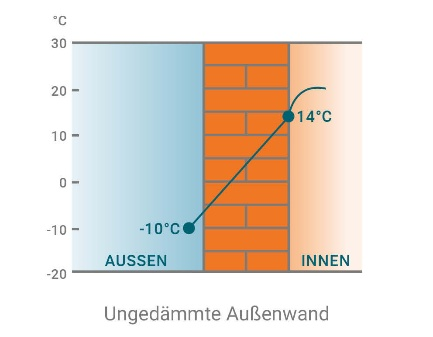 °C
30
20
10
0
-10
-20
14°C
-10°C
AUSSEN
INNEN
Ungedämmte Außenwand